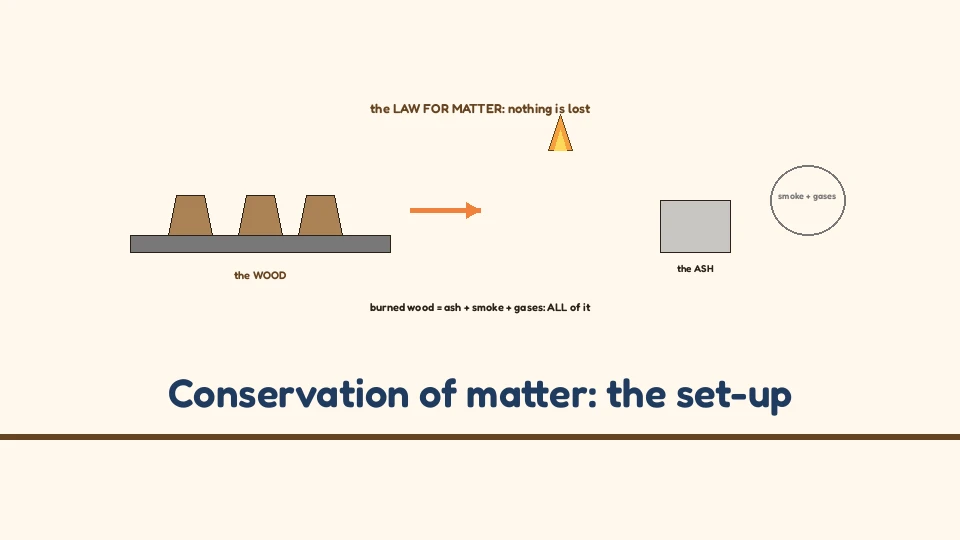 the LAW FOR MATTER: nothing is lost
smoke + gases
the ASH
the WOOD
burned wood = ash + smoke + gases: ALL of it
Conservation of matter: the set-up